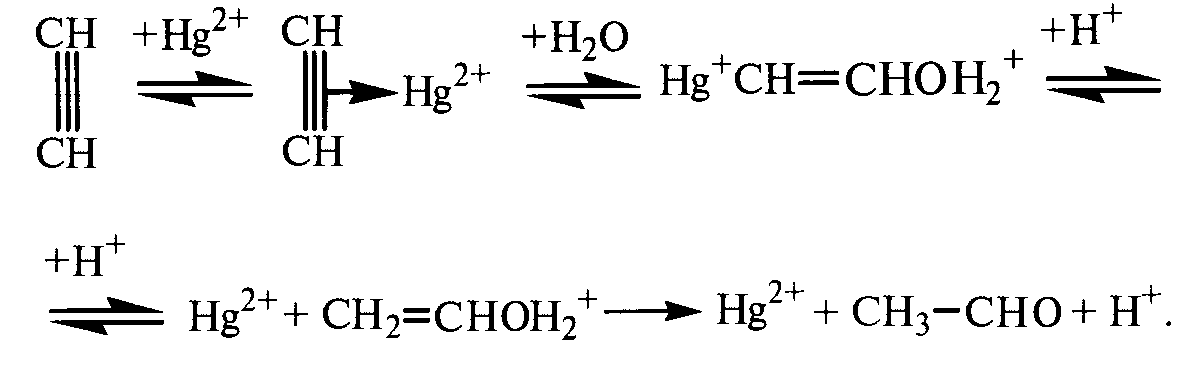 CH +Hg²⁺ CH +H₂O +H⁺
Hg²⁺ Hg⁺CH=CHOH₂⁺
CH CH
+H⁺
Hg²⁺ + CH₂=CHOH₂⁺ → Hg²⁺ + CH₃−CHO + H⁺.